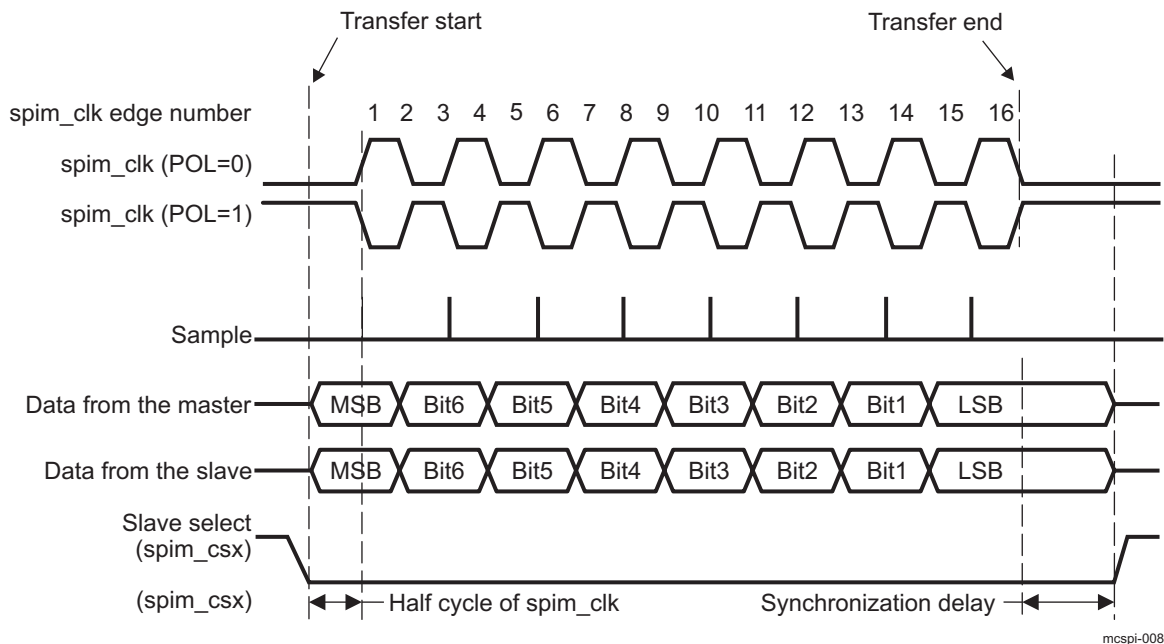 Transfer start
Transfer end
spim_clk edge number 1 2 3 4 5 6 7 8 9 10 11 12 13 14 15 16
spim_clk (POL=0)
spim_clk (POL=1)
Sample
Data from the master MSB Bit6 Bit5 Bit4 Bit3 Bit2 Bit1 LSB
Data from the slave MSB Bit6 Bit5 Bit4 Bit3 Bit2 Bit1 LSB
Slave select
(spim_csx)
(spim_csx) Half cycle of spim_clk Synchronization delay
mcspi-008